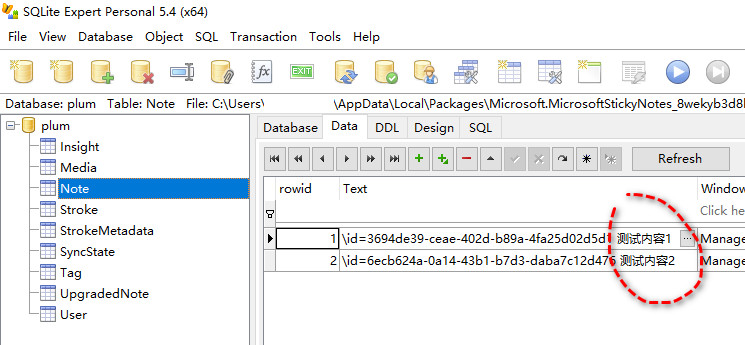 SQLite Expert Personal 5.4 (x64)
File View Database Object SQL Transaction Tools Help
Database: plum Table: Note File: C:\Users\ \AppData\Local\Packages\Microsoft.MicrosoftStickyNotes_8wekyb3d8
plum
Insight
Media
Note
Stroke
StrokeMetadata
SyncState
Tag
UpgradedNote
User
Database Data DDL Design SQL
Refresh
rowid Text Window
Click here
1 \id=3694de39-ceae-402d-b89a-4fa25d02d5d1 测试内容1 ... Manage
2 \id=6ecb624a-0a14-43b1-b7d3-daba7c12d476 测试内容2 Manage